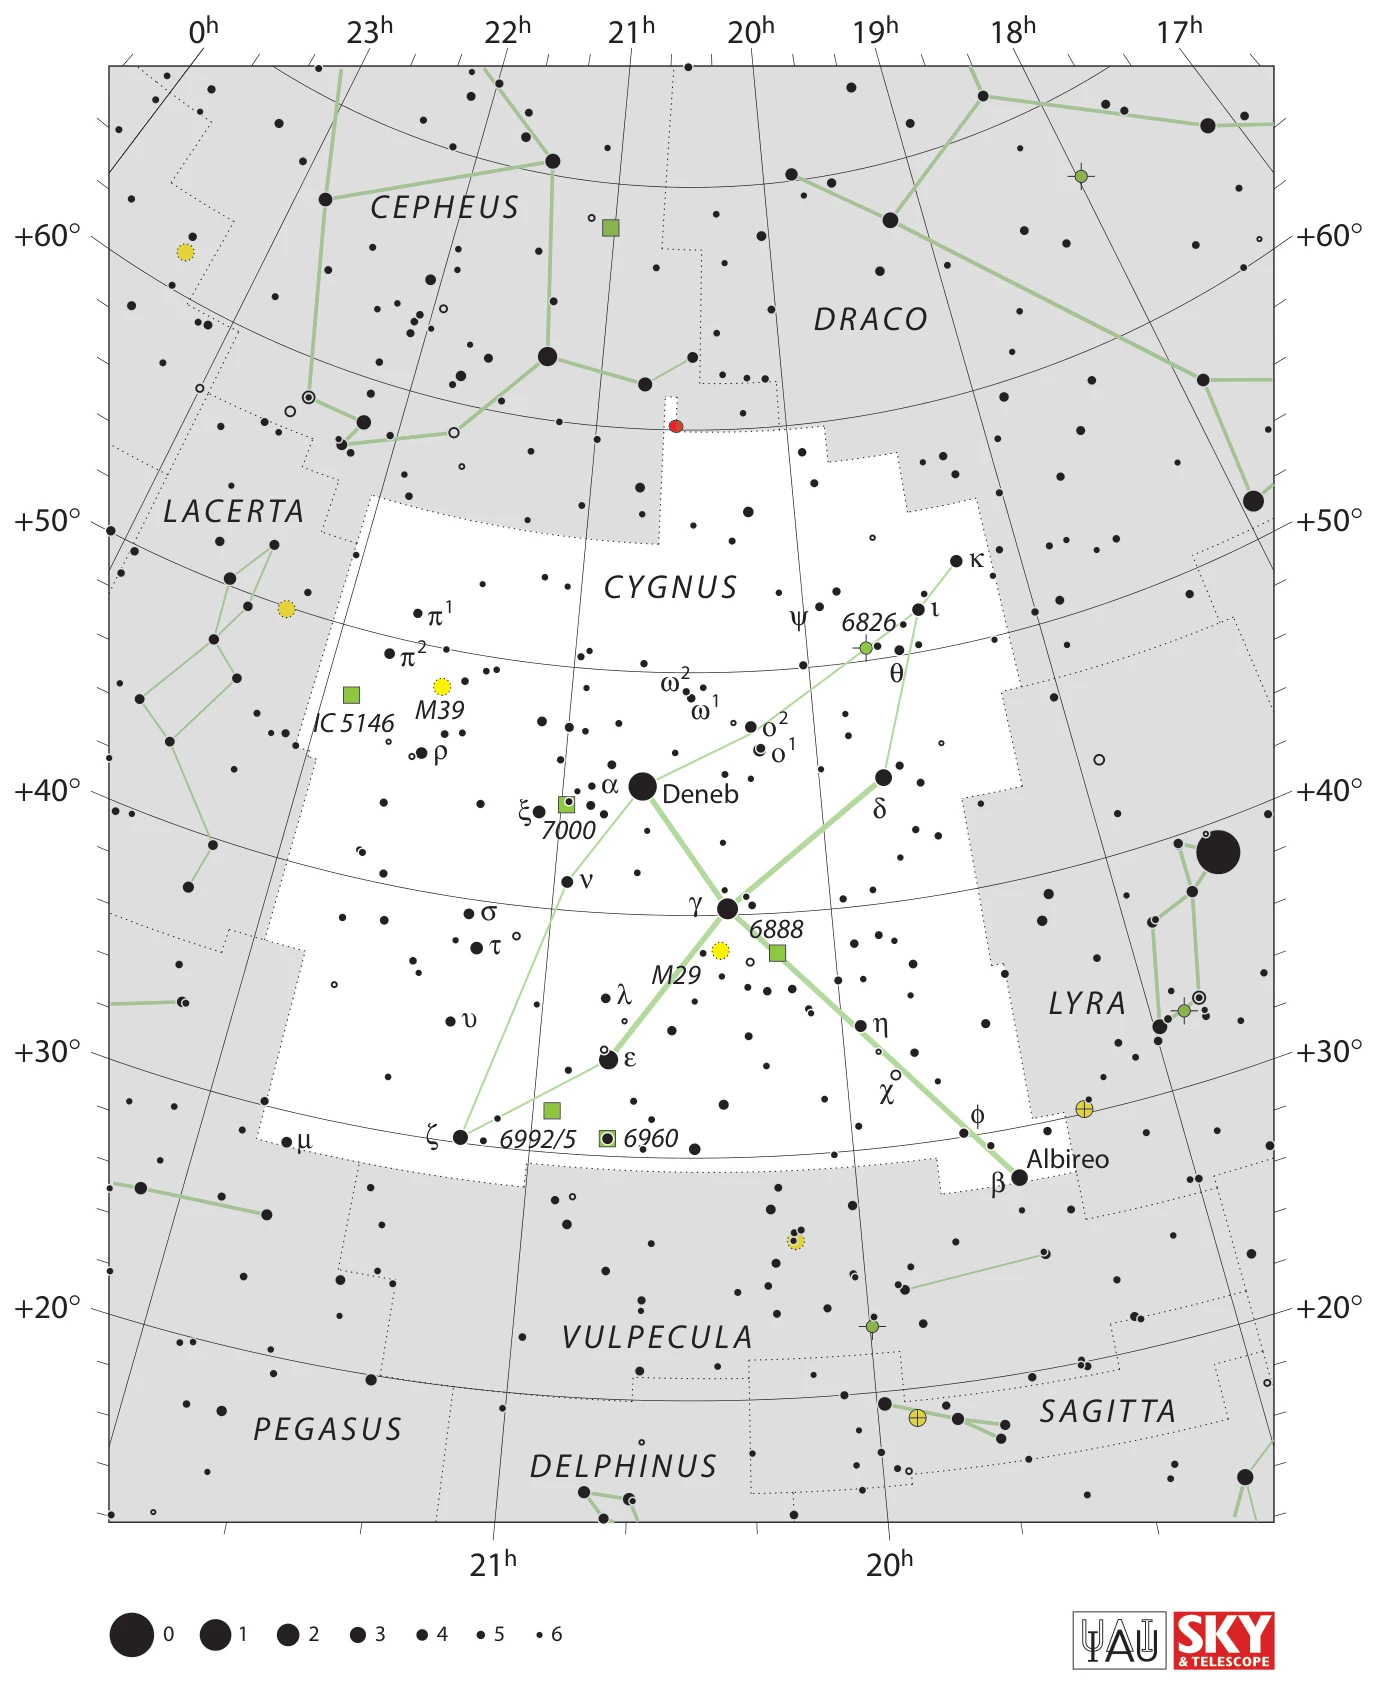 0h 23h 22h 21h 20h 19h 18h 17h
+60° +60°
CEPHEUS
DRACO
LACERTA
+50° +50°
CYGNUS
κ
π1 ψ 6826 ι
π2 θ
ω2
IC 5146 M39 ω1
ο2
ρ ο1
+40° α Deneb δ +40°
ξ 7000
ν
γ
σ 6888
τ
M29
λ LYRA
υ η
+30° ε +30°
χ
ϕ
ζ 6992/5 6960
μ Albireo
β
+20° +20°
VULPECULA
PEGASUS SAGITTA
DELPHINUS
21h 20h
0 1 2 3 4 5 6
IAU SKY
& TELESCOPE